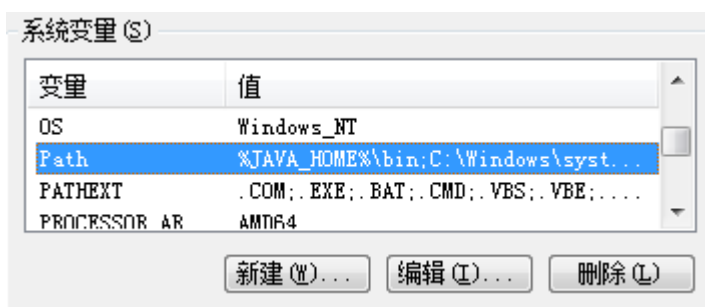 系统变量(S)
变量 值
OS Windows_NT
Path %JAVA_HOME%\bin;C:\Windows\syst...
PATHEXT .COM;.EXE;.BAT;.CMD;.VBS;.VBE;....
PROCESSOR_AR AMD64
新建(W)... 编辑(I)... 删除(L)